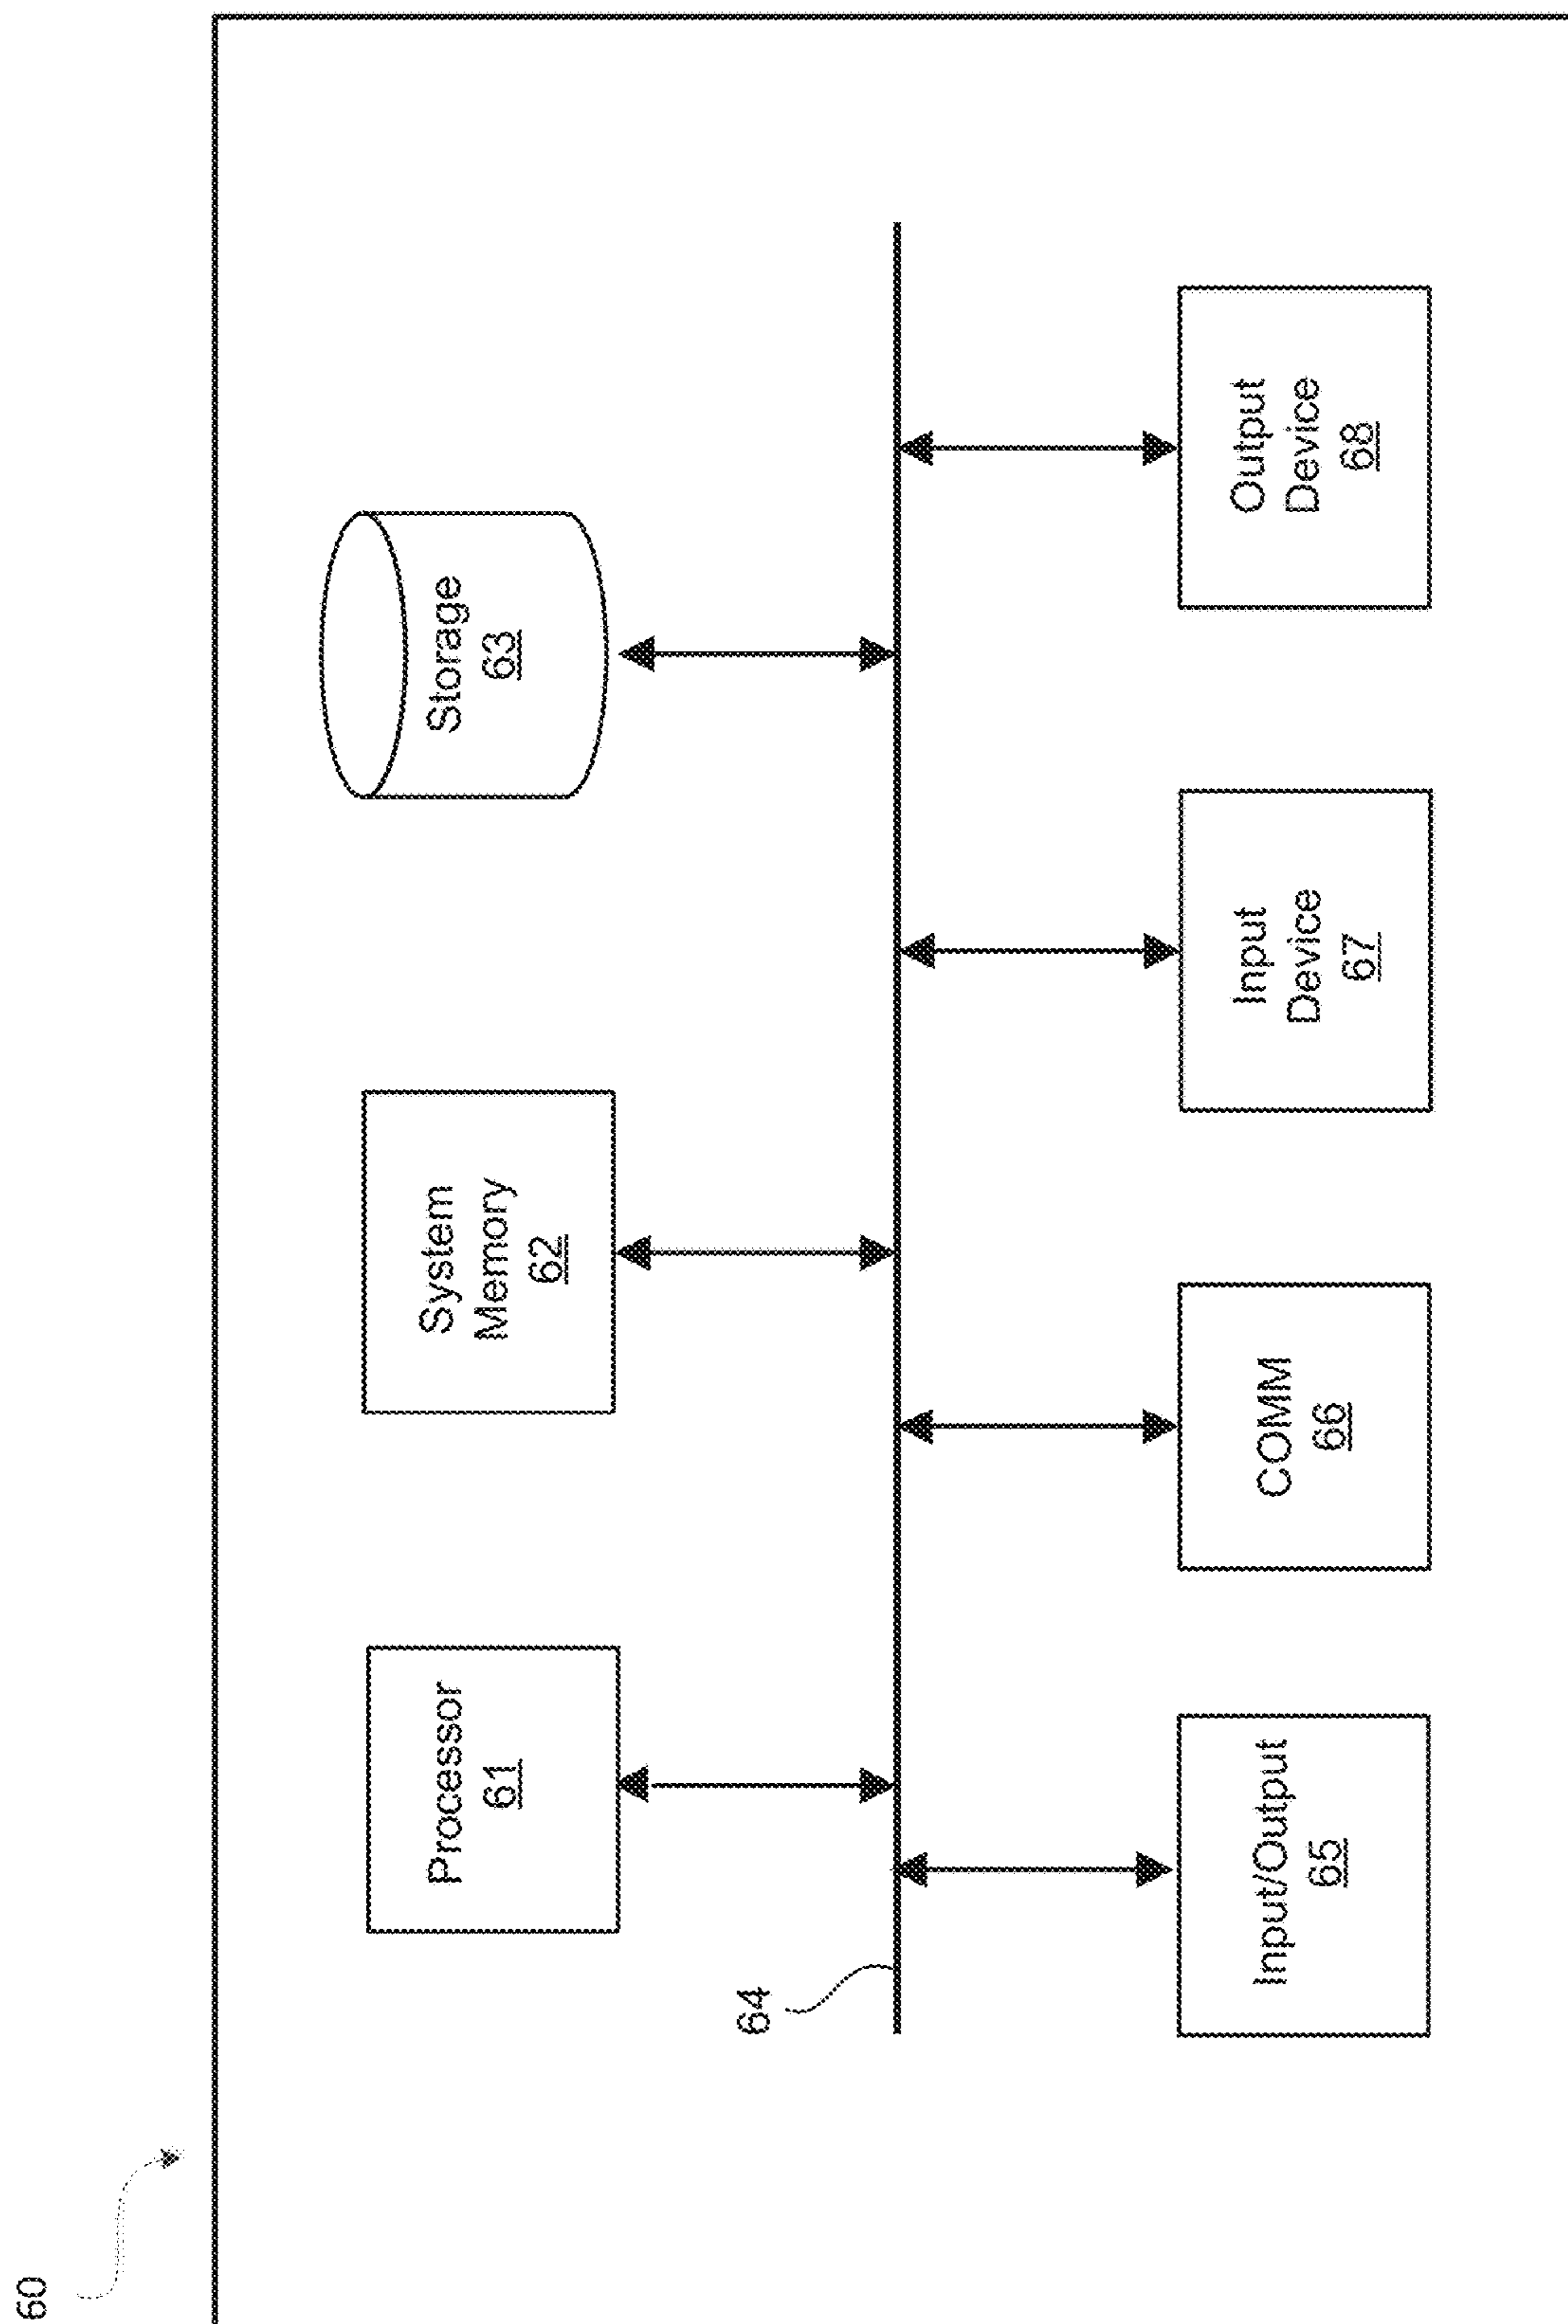 60
Processor
61
System
Memory
62
Storage
63
64
Input/Output
65
COMM
66
Input
Device
67
Output
Device
68